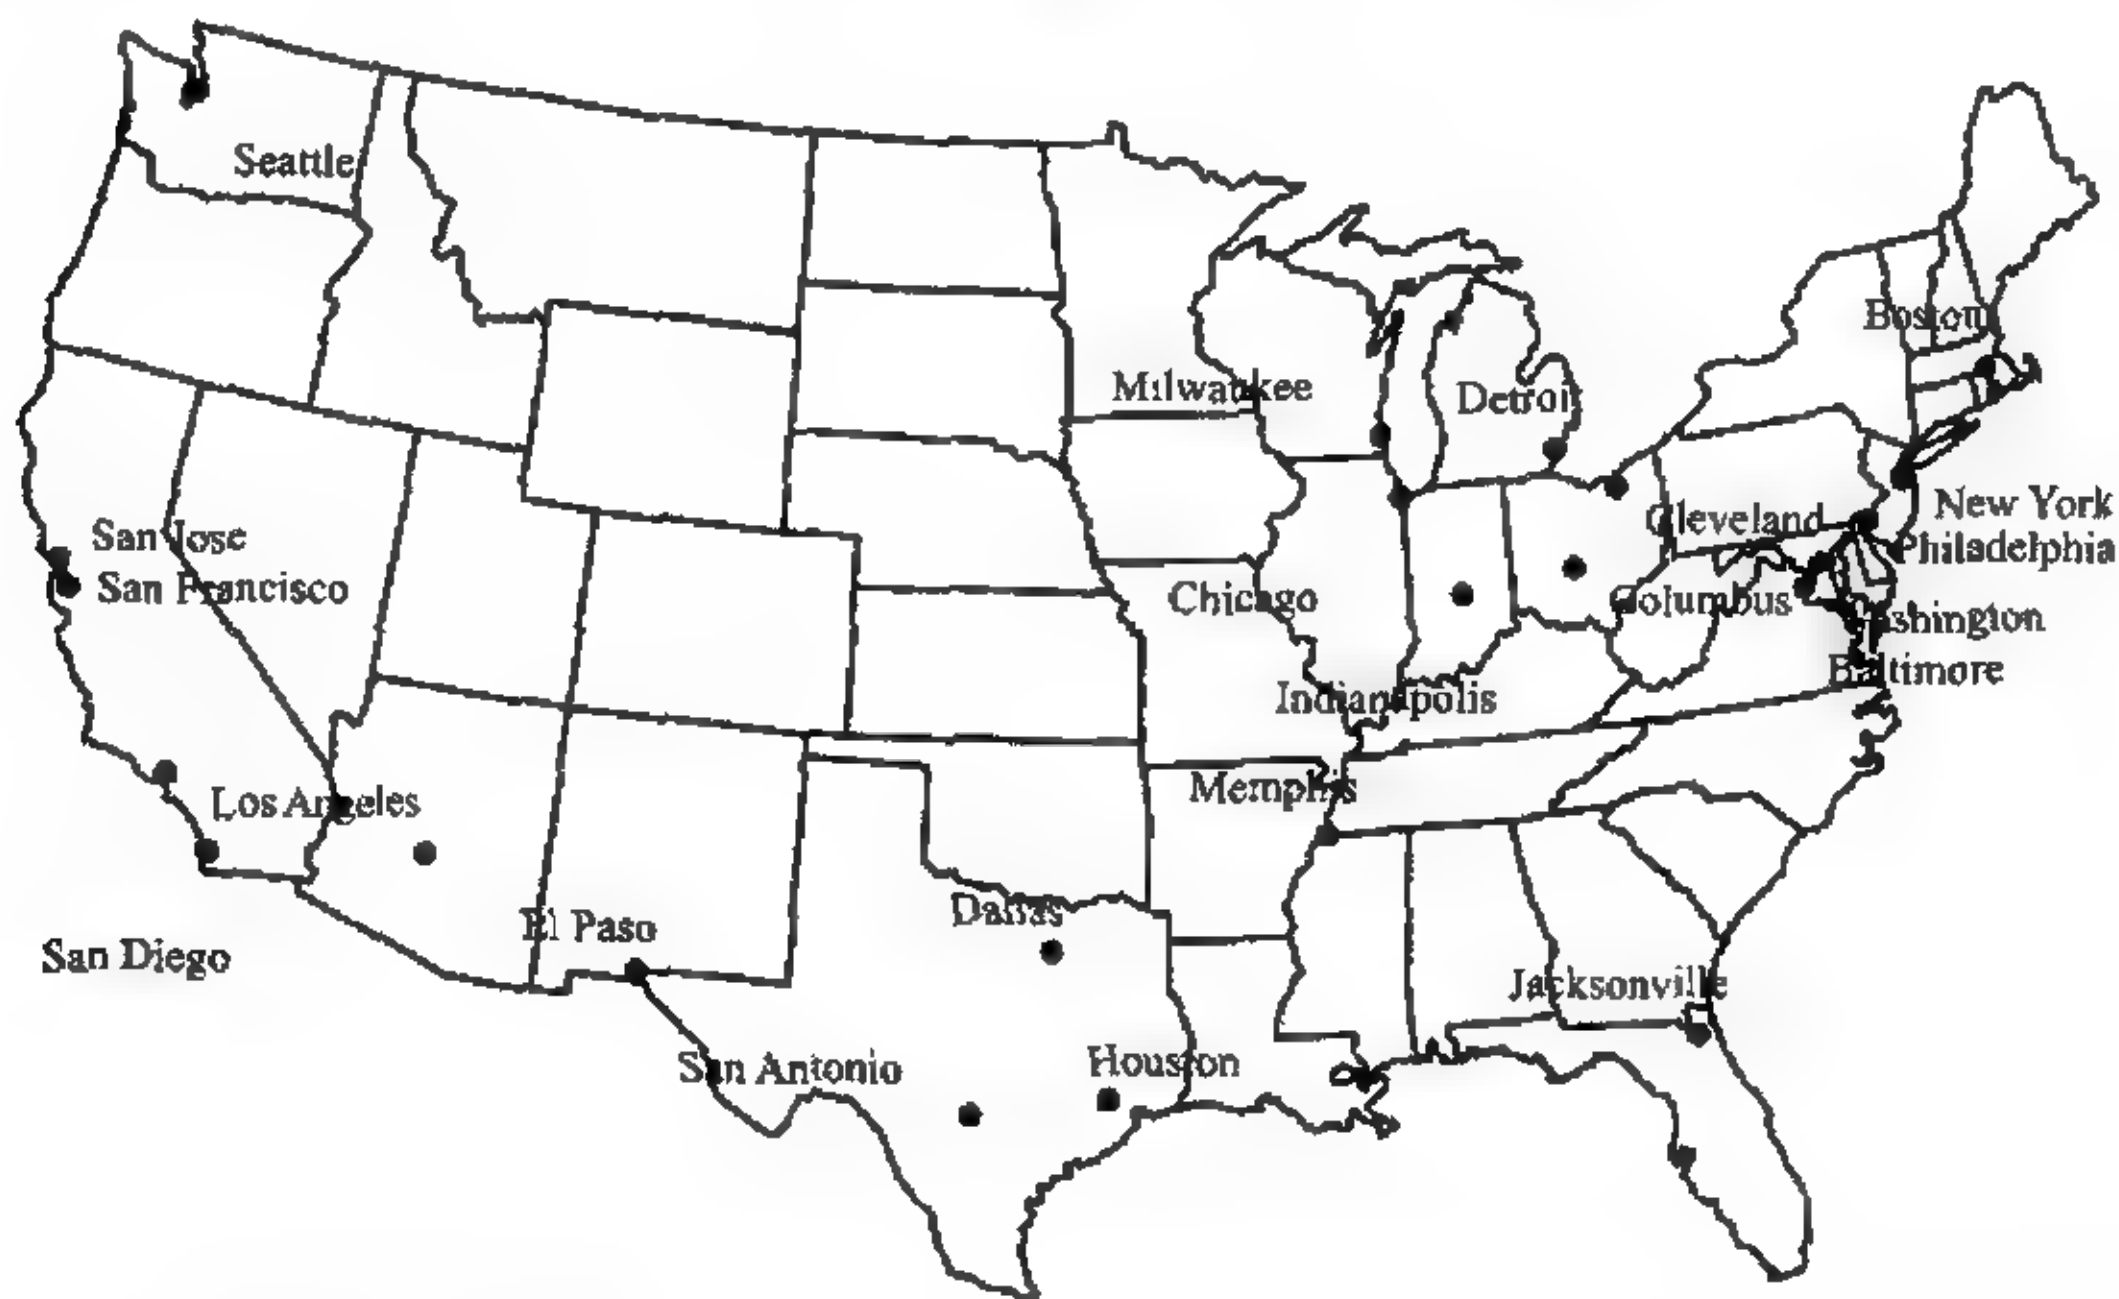 Seattle
Boston
Milwaukee
Detroit
San Jose
New York
Cleveland
Philadelphia
San Francisco
Chicago
Columbus
Baltimore
Indianapolis
Memphis
Los Angeles
Dallas
El Paso
San Diego
Jacksonville
San Antonio
Houston